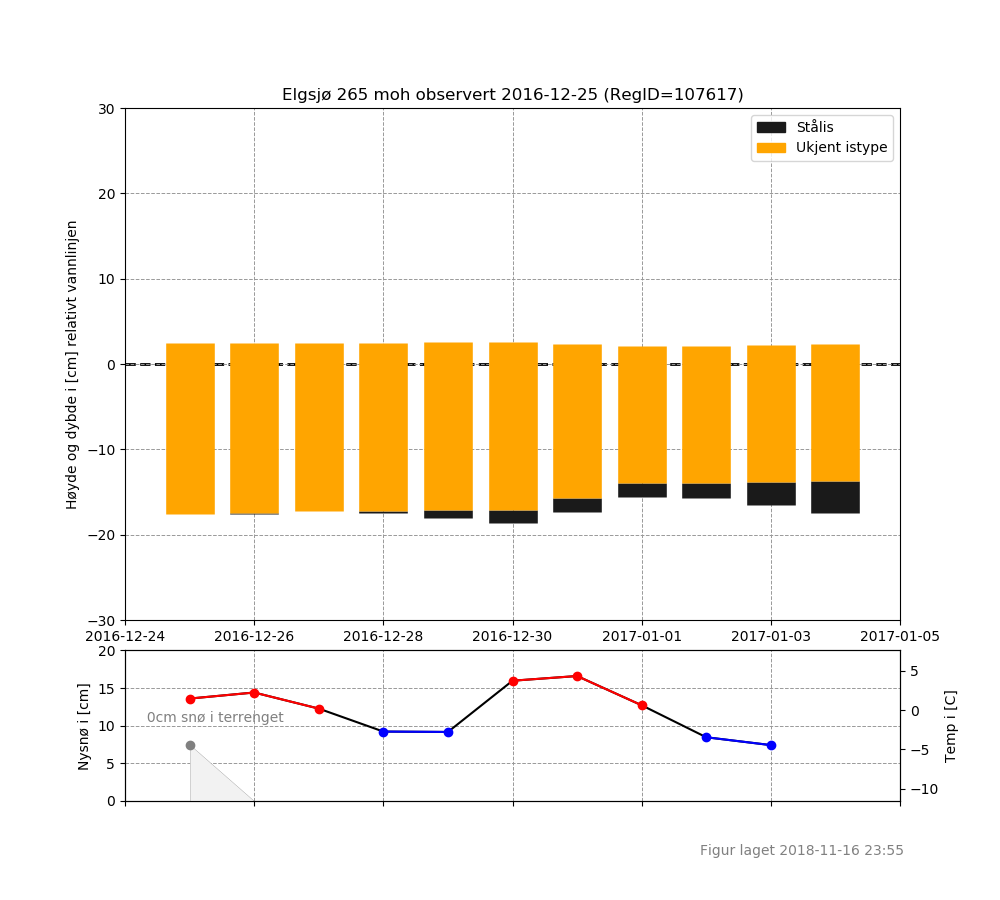 Elgsjø 265 moh observert 2016-12-25 (RegID=107617)
Stålis
Ukjent istype
Høyde og dybde i [cm] relativt vannlinjen
30
20
10
0
−10
−20
−30
2016-12-24 2016-12-26 2016-12-28 2016-12-30 2017-01-01 2017-01-03 2017-01-05
Nysnø i [cm]
20
15
10
5
0
0cm snø i terrenget
5
0
−5
−10
Temp i [C]
Figur laget 2018-11-16 23:55